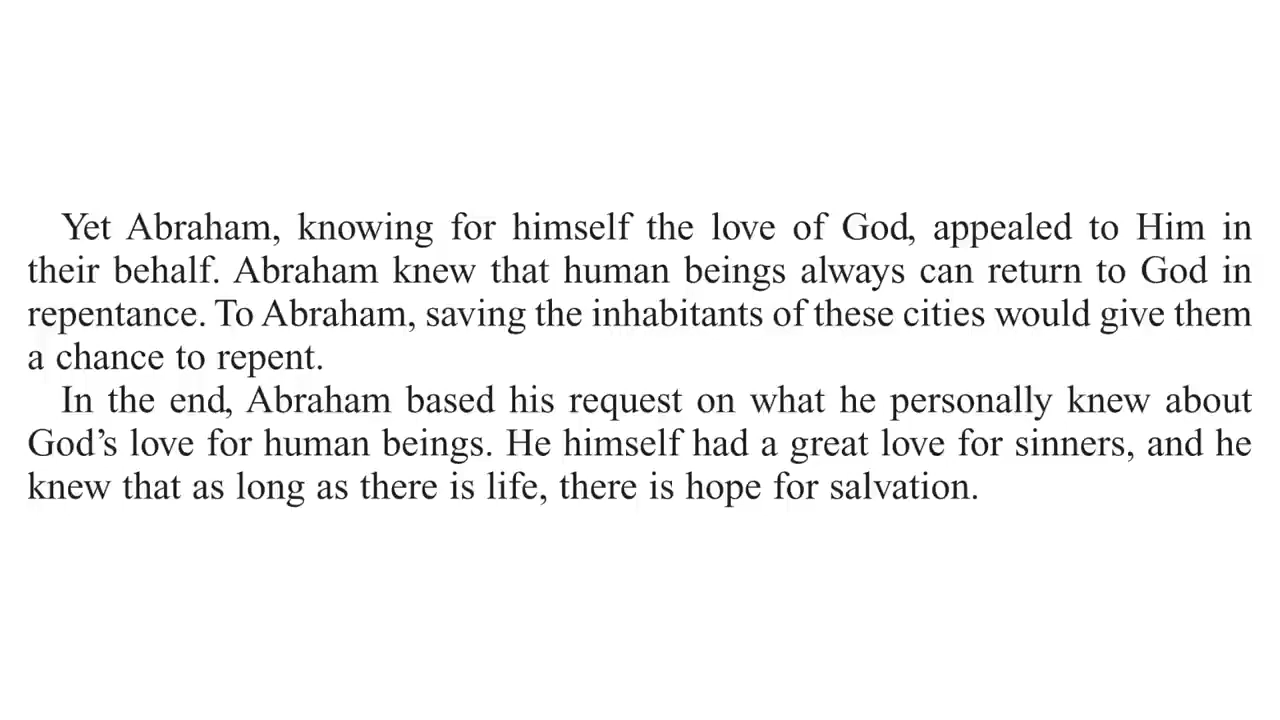 Yet Abraham, knowing for himself the love of God, appealed to Him in
their behalf. Abraham knew that human beings always can return to God in
repentance. To Abraham, saving the inhabitants of these cities would give them
a chance to repent.
In the end, Abraham based his request on what he personally knew about
God’s love for human beings. He himself had a great love for sinners, and he
knew that as long as there is life, there is hope for salvation.